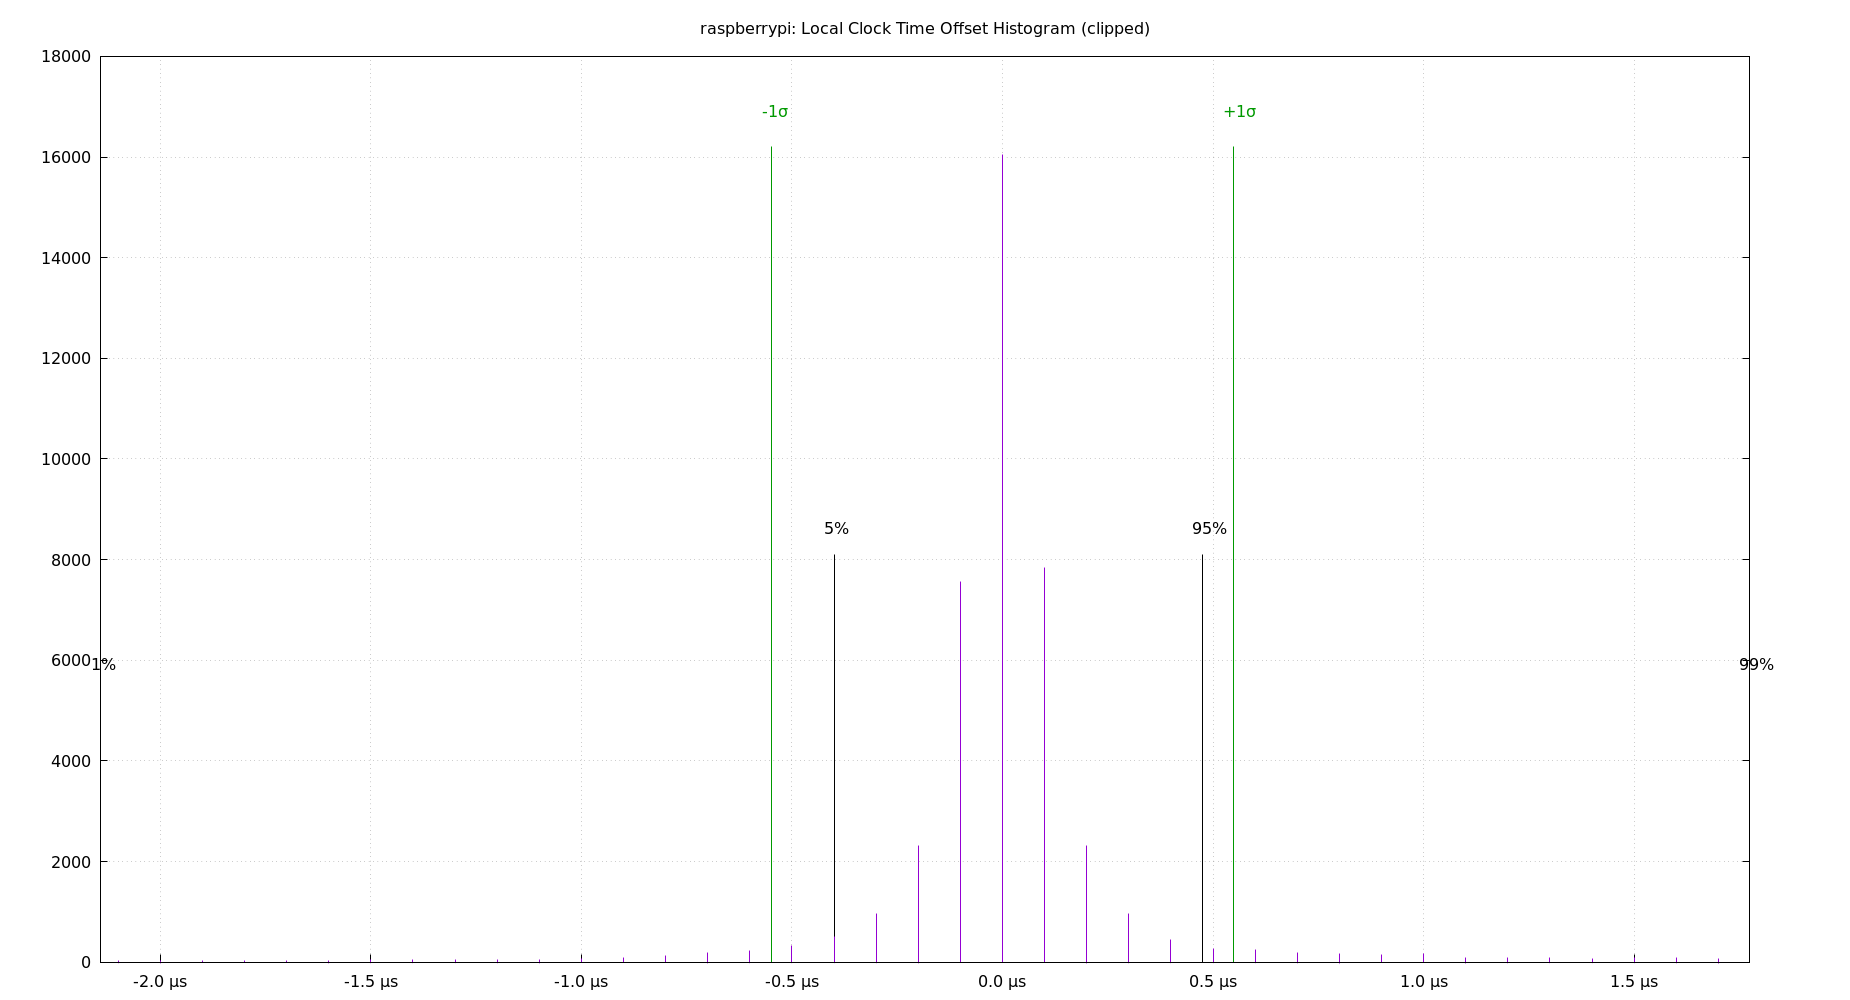 raspberrypi: Local Clock Time Offset Histogram (clipped)
18000
-1σ
+1σ
16000
14000
12000
10000
5%
95%
8000
6000
1%
99%
4000
2000
0
-2.0 µs
-1.5 µs
-1.0 µs
-0.5 µs
0.0 µs
0.5 µs
1.0 µs
1.5 µs